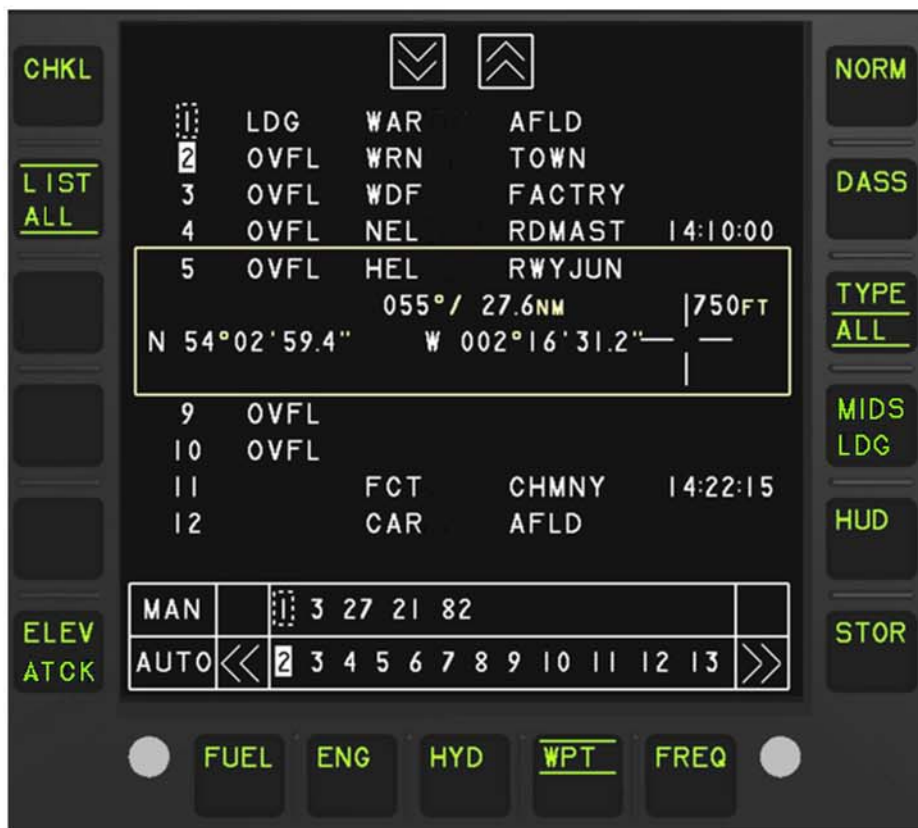 CHKL
NORM
1 LDG WAR AFLD
2 OVFL WRN TOWN
LIST
ALL
3 OVFL WDF FACTRY
DASS
4 OVFL NEL RDMAST 14:10:00
5 OVFL HEL RWYJUN
055°/ 27.6NM 750FT
TYPE
ALL
N 54°02'59.4" W 002°16'31.2"
9 OVFL
MIDS
LDG
10 OVFL
11 FCT CHMNY 14:22:15
12 CAR AFLD
HUD
MAN 1 3 27 21 82
ELEV
ATCK
AUTO 2 3 4 5 6 7 8 9 10 11 12 13
STOR
FUEL ENG HYD WPT FREQ